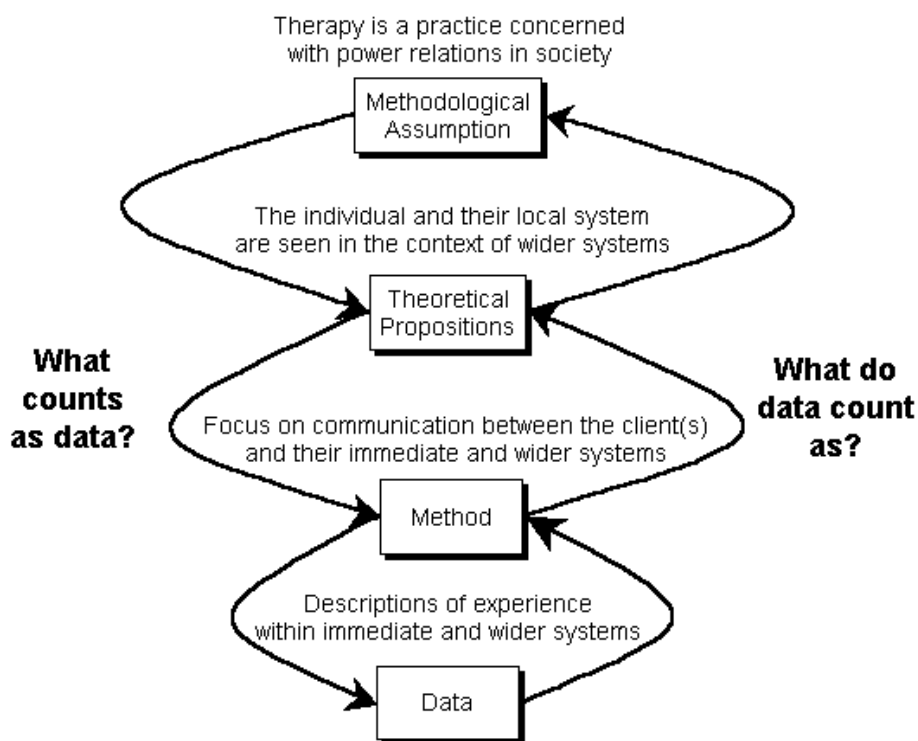 Therapy is a practice concerned
with power relations in society
Methodological
Assumption
The individual and their local system
are seen in the context of wider systems
Theoretical
Propositions
What
counts
as data?
What do
data count
as?
Focus on communication between the client(s)
and their immediate and wider systems
Method
Descriptions of experience
within immediate and wider systems
Data